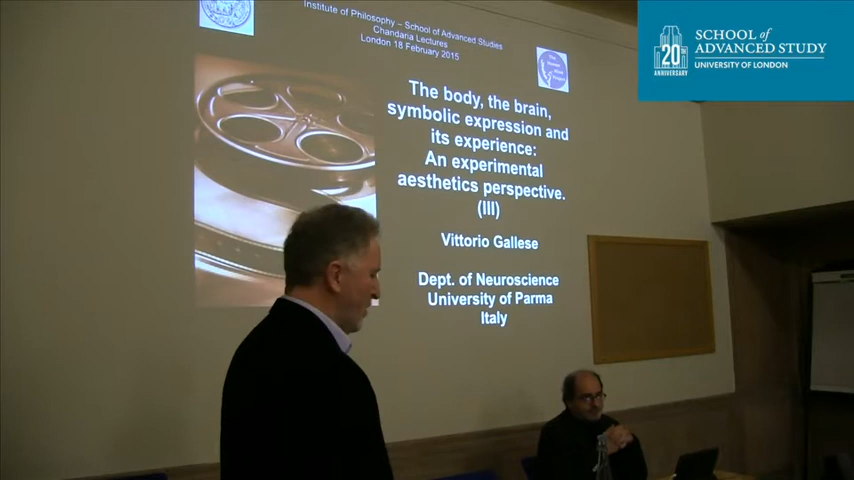 Institute of Philosophy – School of Advanced Studies
Chandaria Lectures
London 18 February 2015
The body, the brain,
symbolic expression and
its experience:
An experimental
aesthetics perspective.
(III)
Vittorio Gallese
Dept. of Neuroscience
University of Parma
Italy
20TH
ANNIVERSARY
SCHOOL of
ADVANCED STUDY
UNIVERSITY OF LONDON